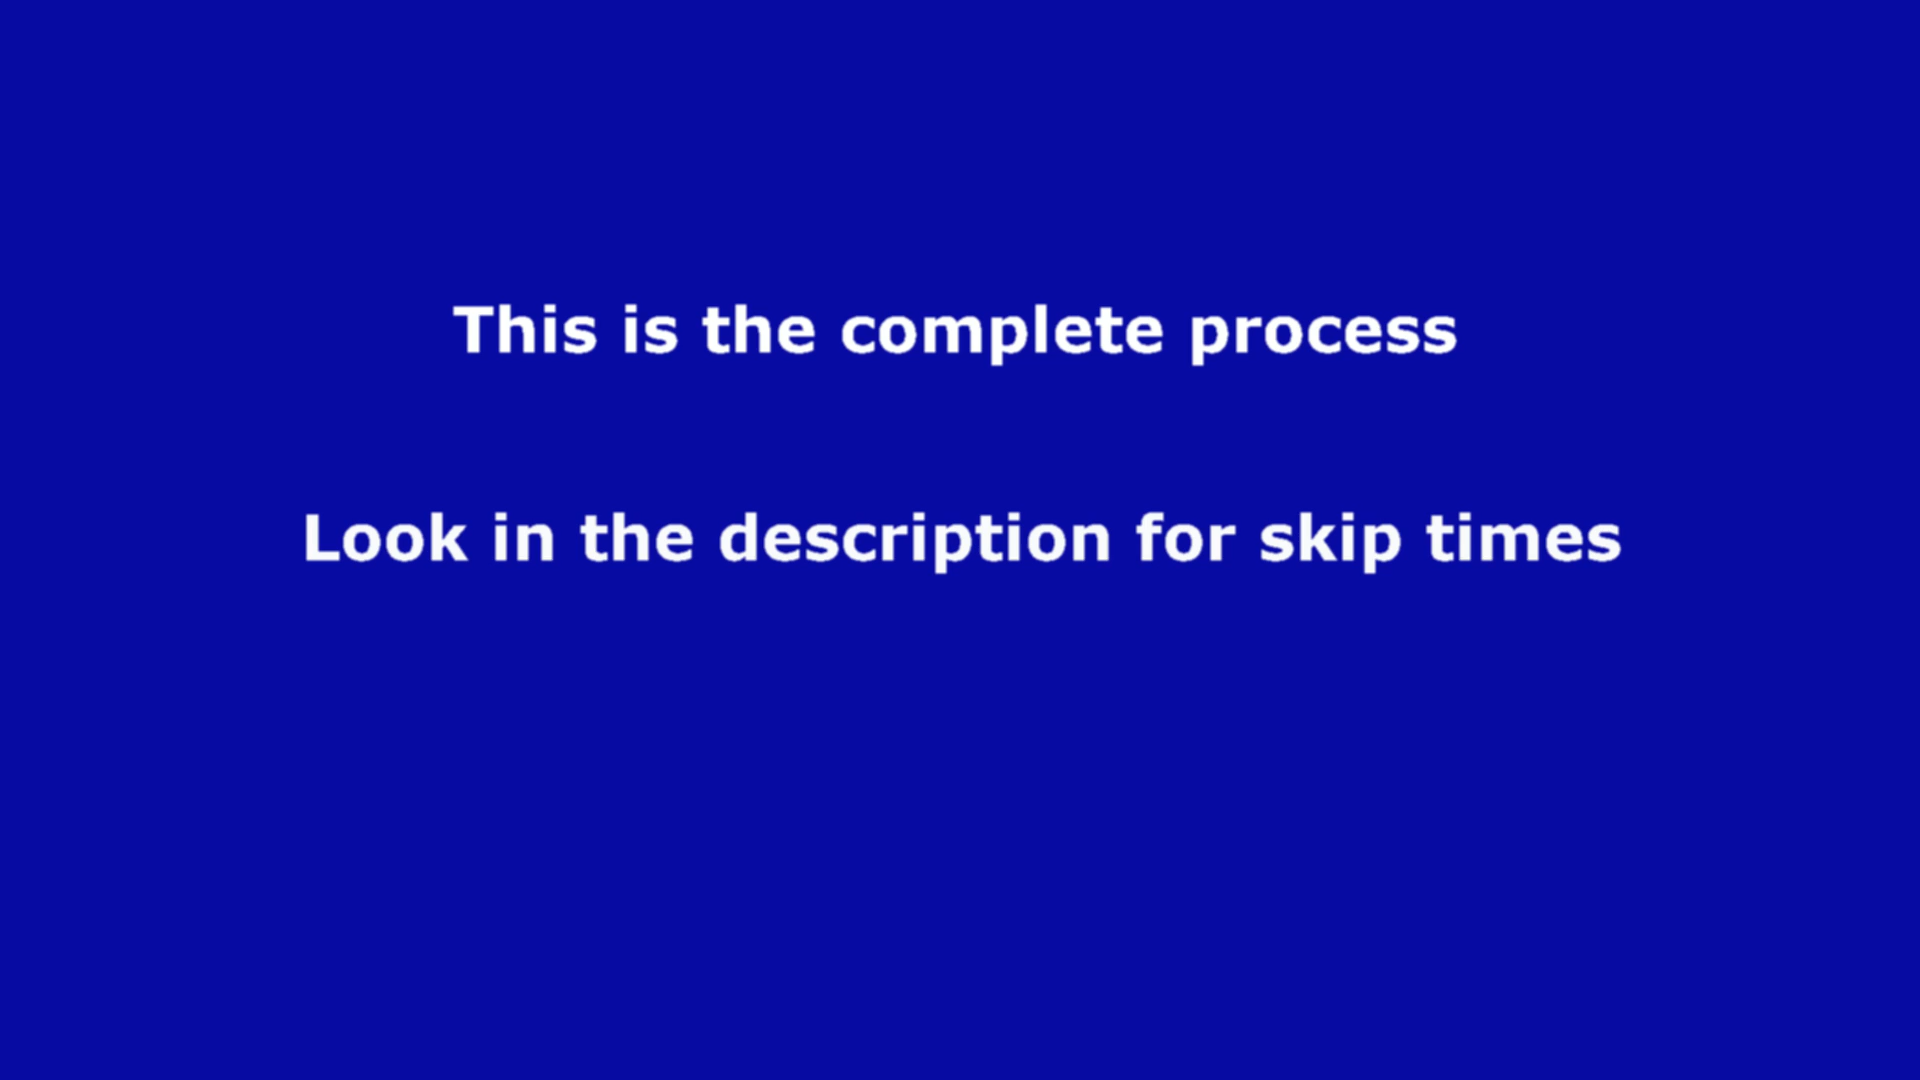 This is the complete process
Look in the description for skip times